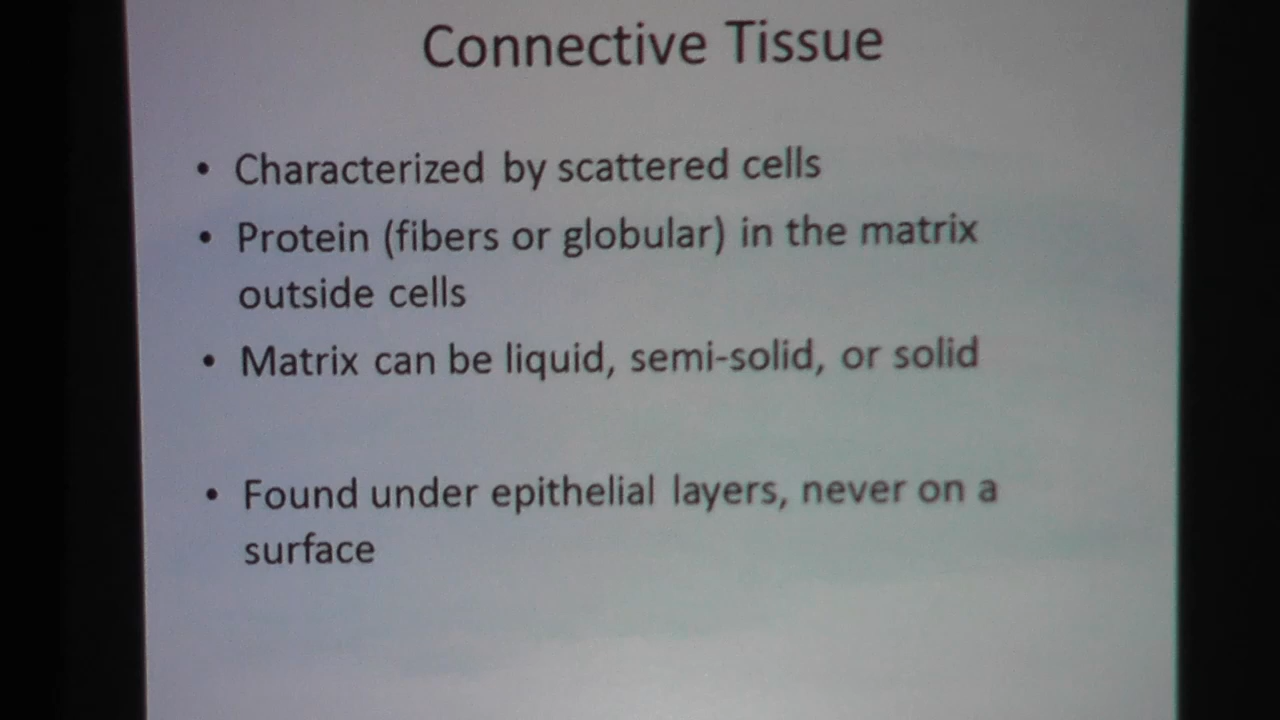 Connective Tissue
• Characterized by scattered cells
• Protein (fibers or globular) in the matrix
outside cells
• Matrix can be liquid, semi-solid, or solid
• Found under epithelial layers, never on a
surface